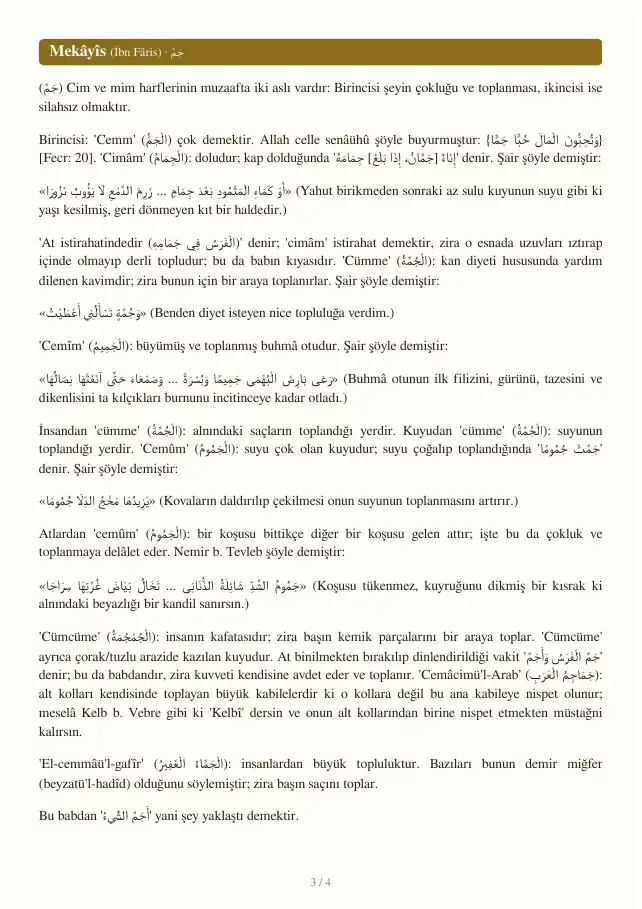 Mekâyîs (İbn Fâris) · جَمَّ
(جَمَّ) Cim ve mim harflerinin muzaafta iki aslı vardır: Birincisi şeyin çokluğu ve toplanması, ikincisi ise
silahsız olmaktır.
Birincisi: 'Cemm' (الْجَمُّ) çok demektir. Allah celle senâühû şöyle buyurmuştur: {وَتُحِبُّونَ الْمَالَ حُبًّا جَمًّا}
[Fecr: 20]. 'Cimâm' (الْجِمَامُ): doludur; kap dolduğunda 'إِنَاءٌ [جَمَّانُ، إِذَا بَلَغَ] جِمَامَهُ' denir. Şair şöyle demiştir:
«أَوْ كَمَاءِ الْمَثْمُودِ بَعْدَ جِمَامٍ ... زَرِمَ الدَّمْعِ لَا يَؤُوبُ نَزُورَا» (Yahut birikmeden sonraki az sulu kuyunun suyu gibi ki
yaşı kesilmiş, geri dönmeyen kıt bir haldedir.)
'At istirahatindedir (الْفَرَسُ فِي جَمَامِهِ)' denir; 'cimâm' istirahat demektir, zira o esnada uzuvları ıztırap
içinde olmayıp derli topludur; bu da babın kıyasıdır. 'Cümme' (الْجُمَّةُ): kan diyeti hususunda yardım
dilenen kavimdir; zira bunun için bir araya toplanırlar. Şair şöyle demiştir:
«وَجُمَّةٍ تَسْأَلُنِي أَعْطَيْتُ» (Benden diyet isteyen nice topluluğa verdim.)
'Cemîm' (الْجَمِيمُ): büyümüş ve toplanmış buhmâ otudur. Şair şöyle demiştir:
«رَعَى بَارِضَ الْبُهْمَى جَمِيمًا وَبُسْرَةً ... وَصَمْعَاءَ حَتَّى آنَفَتْهَا نِصَالُهَا» (Buhmâ otunun ilk filizini, gürünü, tazesini ve
dikenlisini ta kılçıkları burnunu incitinceye kadar otladı.)
İnsandan 'cümme' (الْجُمَّةُ): alnındaki saçların toplandığı yerdir. Kuyudan 'cümme' (الْجُمَّةُ): suyunun
toplandığı yerdir. 'Cemûm' (الْجَمُومُ): suyu çok olan kuyudur; suyu çoğalıp toplandığında 'جَمَّتْ جُمُومًا'
denir. Şair şöyle demiştir:
«يَزِيدُهَا مَخْجُ الدِّلَا جُمُومَا» (Kovaların daldırılıp çekilmesi onun suyunun toplanmasını artırır.)
Atlardan 'cemûm' (الْجَمُومُ): bir koşusu bittikçe diğer bir koşusu gelen attır; işte bu da çokluk ve
toplanmaya delâlet eder. Nemir b. Tevleb şöyle demiştir:
«جَمُومُ الشَّدِّ شَائِلَةُ الذُّنَابَى ... تَخَالُ بَيَاضَ غُرَّتِهَا سِرَاجَا» (Koşusu tükenmez, kuyruğunu dikmiş bir kısrak ki
alnındaki beyazlığı bir kandil sanırsın.)
'Cümcüme' (الْجُمْجُمَةُ): insanın kafatasıdır; zira başın kemik parçalarını bir araya toplar. 'Cümcüme'
ayrıca çorak/tuzlu arazide kazılan kuyudur. At binilmekten bırakılıp dinlendirildiği vakit 'جَمَّ الْفَرَسُ وَأَجَمَّ'
denir; bu da babdandır, zira kuvveti kendisine avdet eder ve toplanır. 'Cemâcimü'l-Arab' (جَمَاجِمُ الْعَرَبِ):
alt kolları kendisinde toplayan büyük kabilelerdir ki o kollara değil bu ana kabileye nispet olunur;
meselâ Kelb b. Vebre gibi ki 'Kelbî' dersin ve onun alt kollarından birine nispet etmekten müstağni
kalırsın.
'El-cemmâü'l-gafîr' (الْجَمَّاءُ الْغَفِيرُ): insanlardan büyük topluluktur. Bazıları bunun demir miğfer
(beyzatü'l-hadîd) olduğunu söylemiştir; zira başın saçını toplar.
Bu babdan 'أَجَمَّ الشَّيْءُ' yani şey yaklaştı demektir.
3 / 4